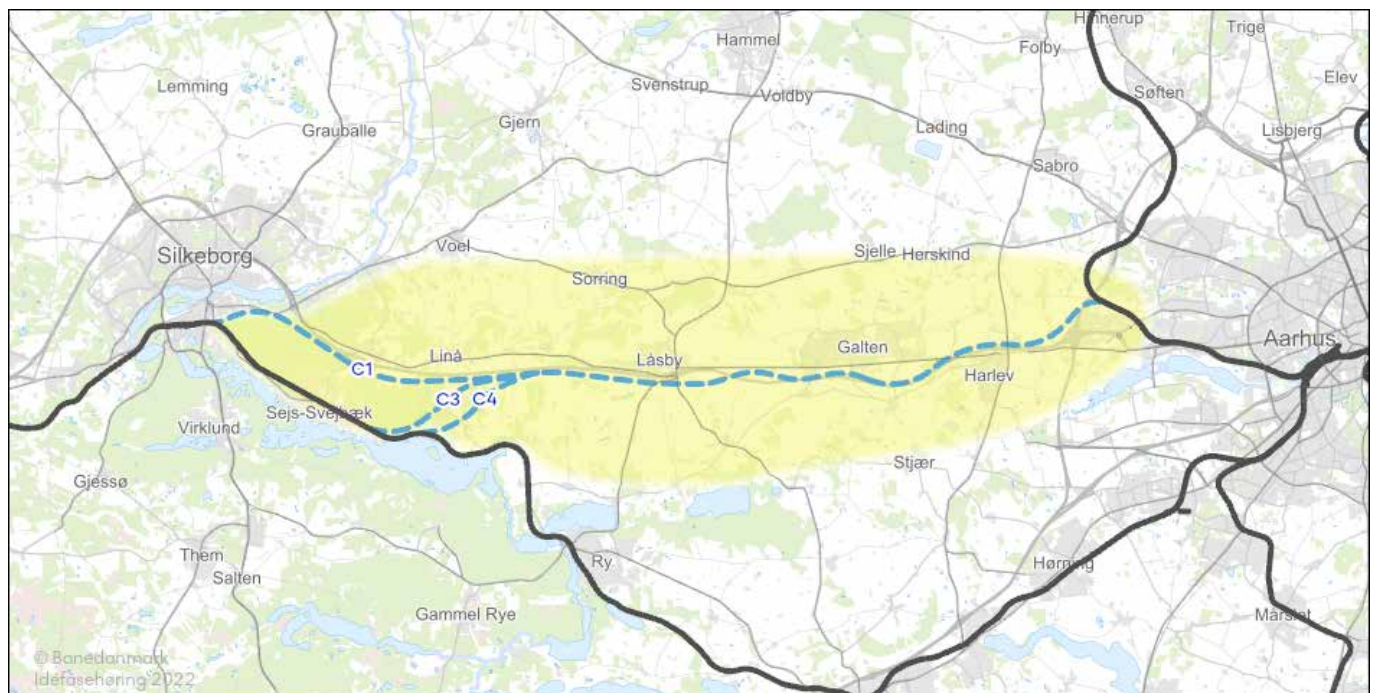 Hinnerup
Trige
Hammel
Folby
Elev
Lemming
Svenstrup
Voldby
Søften
Grauballe
Gjern
Lading
Lisbjerg
Sabro
Voel
Sjelle
Herskind
Silkeborg
Sorring
Aarhus
Linå
Låsby
Galten
C1
Harlev
C3
C4
Sejs-Svejbæk
Virklund
Stjær
Gjessø
Them
Ry
Hørning
Salten
Gammel Rye
Mårslet
© Banedanmark
Idéfasehøring 2022